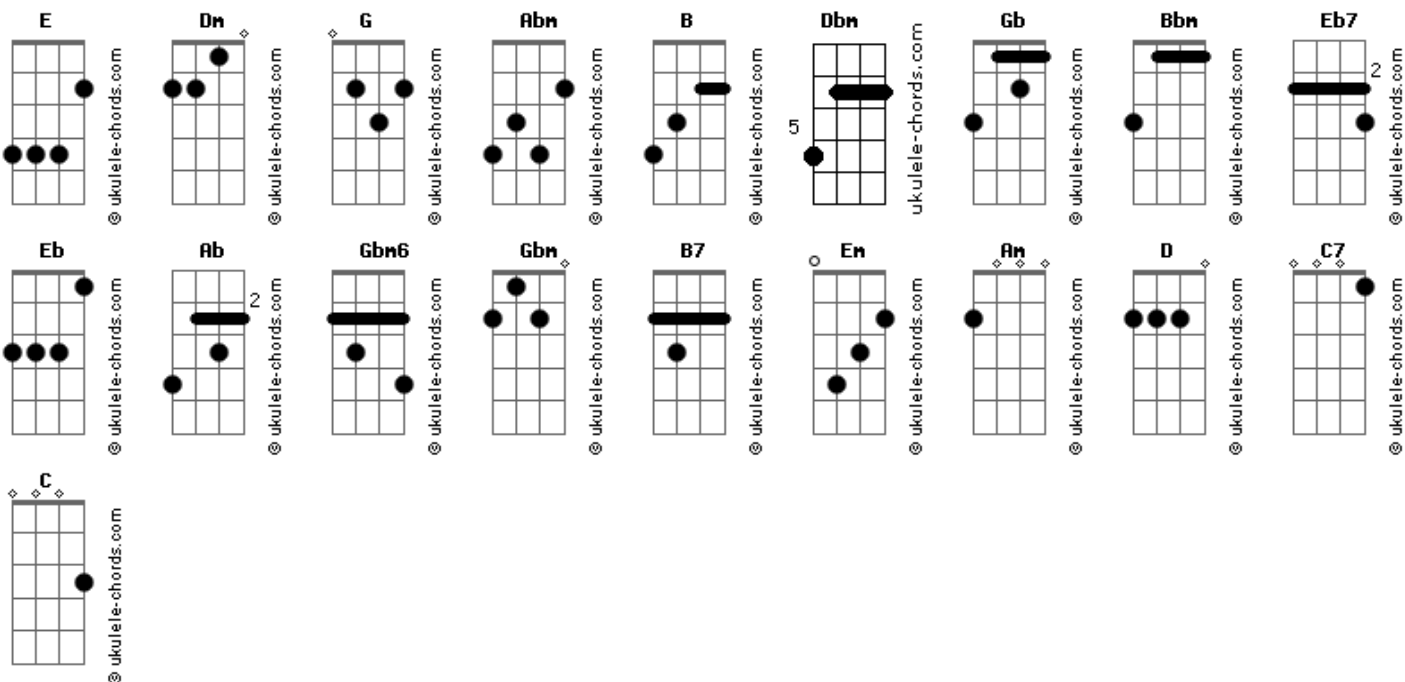 E Dm G Abm B Dbm Gb Bbm Eb7
© ukulele-chords.com © ukulele-chords.com © ukulele-chords.com © ukulele-chords.com © ukulele-chords.com 5 ukulele-chords.com © ukulele-chords.com © ukulele-chords.com 2 © ukulele-chords.com
Eb Ab Gbm6 Gbm B7 Em Am D C7
© ukulele-chords.com 2 © ukulele-chords.com © ukulele-chords.com © ukulele-chords.com © ukulele-chords.com © ukulele-chords.com © ukulele-chords.com © ukulele-chords.com © ukulele-chords.com
C
© ukulele-chords.com